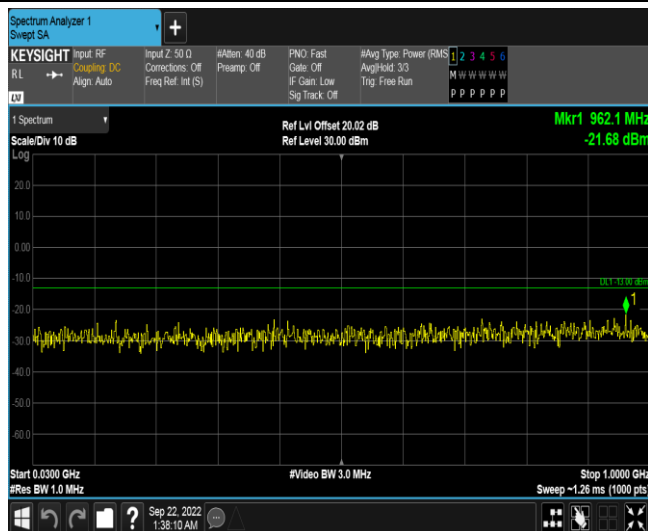 Spectrum Analyzer 1
Swept SA
+
KEYSIGHT
RL
LXI
Input: RF
Coupling: DC
Align: Auto
Input Z: 50 Ω
Corrections: Off
Freq Ref: Int (S)
#Atten: 40 dB
Preamp: Off
PNO: Fast
Gate: Off
IF Gain: Low
Sig Track: Off
#Avg Type: Power (RMS
Avg|Hold: 3/3
Trig: Free Run
1 2 3 4 5 6
M W W W W W
P P P P P P
1 Spectrum
Scale/Div 10 dB
Ref Lvl Offset 20.02 dB
Ref Level 30.00 dBm
Mkr1 962.1 MHz
-21.68 dBm
Log
20.0
10.0
0.00
-10.0
DL1 -13.00 dBm
1
-20.0
-30.0
-40.0
-50.0
-60.0
Start 0.0300 GHz
#Res BW 1.0 MHz
#Video BW 3.0 MHz
Stop 1.0000 GHz
Sweep ~1.26 ms (1000 pts)
?
Sep 22, 2022
1:38:10 AM